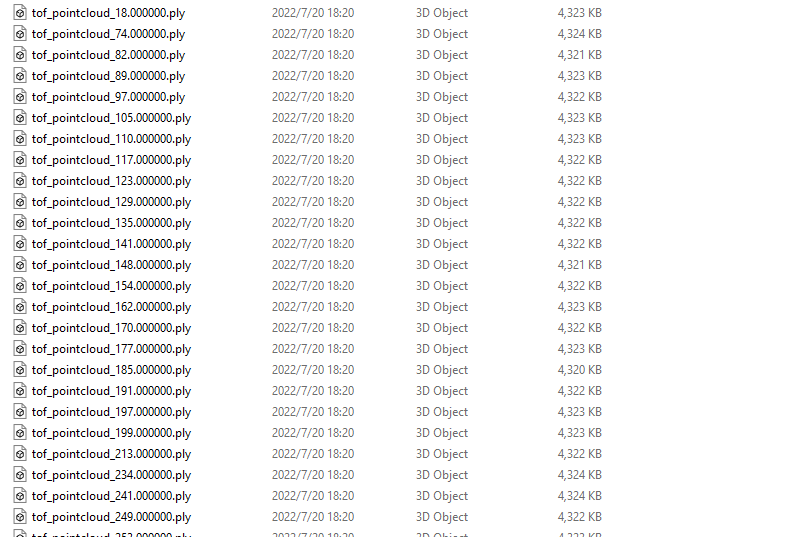 tof_pointcloud_18.000000.ply 2022/7/20 18:20 3D Object 4,323 KB
tof_pointcloud_74.000000.ply 2022/7/20 18:20 3D Object 4,324 KB
tof_pointcloud_82.000000.ply 2022/7/20 18:20 3D Object 4,321 KB
tof_pointcloud_89.000000.ply 2022/7/20 18:20 3D Object 4,323 KB
tof_pointcloud_97.000000.ply 2022/7/20 18:20 3D Object 4,322 KB
tof_pointcloud_105.000000.ply 2022/7/20 18:20 3D Object 4,323 KB
tof_pointcloud_110.000000.ply 2022/7/20 18:20 3D Object 4,323 KB
tof_pointcloud_117.000000.ply 2022/7/20 18:20 3D Object 4,322 KB
tof_pointcloud_123.000000.ply 2022/7/20 18:20 3D Object 4,322 KB
tof_pointcloud_129.000000.ply 2022/7/20 18:20 3D Object 4,322 KB
tof_pointcloud_135.000000.ply 2022/7/20 18:20 3D Object 4,322 KB
tof_pointcloud_141.000000.ply 2022/7/20 18:20 3D Object 4,322 KB
tof_pointcloud_148.000000.ply 2022/7/20 18:20 3D Object 4,321 KB
tof_pointcloud_154.000000.ply 2022/7/20 18:20 3D Object 4,322 KB
tof_pointcloud_162.000000.ply 2022/7/20 18:20 3D Object 4,323 KB
tof_pointcloud_170.000000.ply 2022/7/20 18:20 3D Object 4,322 KB
tof_pointcloud_177.000000.ply 2022/7/20 18:20 3D Object 4,323 KB
tof_pointcloud_185.000000.ply 2022/7/20 18:20 3D Object 4,320 KB
tof_pointcloud_191.000000.ply 2022/7/20 18:20 3D Object 4,322 KB
tof_pointcloud_197.000000.ply 2022/7/20 18:20 3D Object 4,323 KB
tof_pointcloud_199.000000.ply 2022/7/20 18:20 3D Object 4,323 KB
tof_pointcloud_213.000000.ply 2022/7/20 18:20 3D Object 4,322 KB
tof_pointcloud_234.000000.ply 2022/7/20 18:20 3D Object 4,324 KB
tof_pointcloud_241.000000.ply 2022/7/20 18:20 3D Object 4,324 KB
tof_pointcloud_249.000000.ply 2022/7/20 18:20 3D Object 4,322 KB